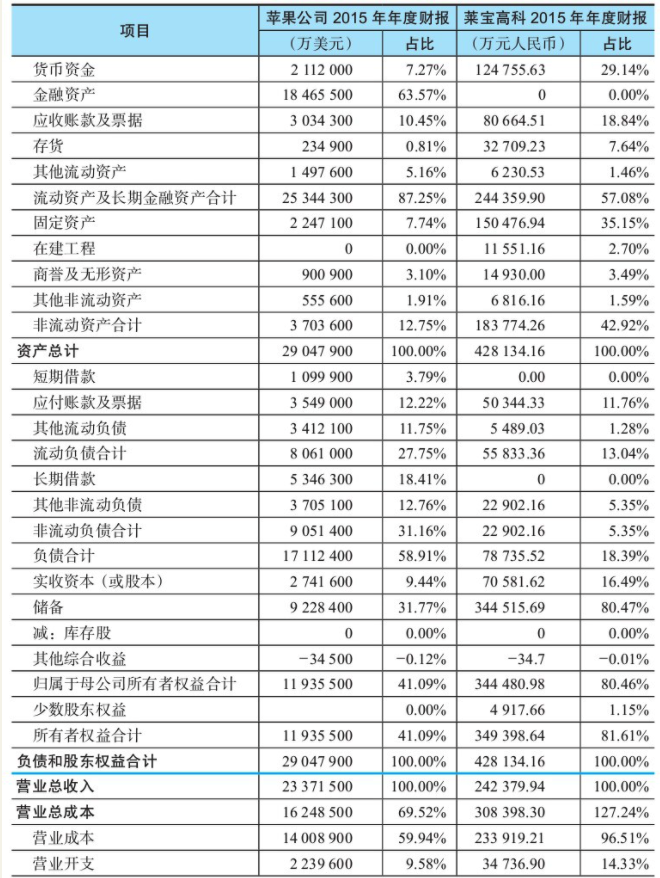 项目 苹果公司 2015 年年度财报 莱宝高科 2015 年年度财报
（万美元） 占比 （万元人民币） 占比
货币资金 2 112 000 7.27% 124 755.63 29.14%
金融资产 18 465 500 63.57% 0 0.00%
应收账款及票据 3 034 300 10.45% 80 664.51 18.84%
存货 234 900 0.81% 32 709.23 7.64%
其他流动资产 1 497 600 5.16% 6 230.53 1.46%
流动资产及长期金融资产合计 25 344 300 87.25% 244 359.90 57.08%
固定资产 2 247 100 7.74% 150 476.94 35.15%
在建工程 0 0.00% 11 551.16 2.70%
商誉及无形资产 900 900 3.10% 14 930.00 3.49%
其他非流动资产 555 600 1.91% 6 816.16 1.59%
非流动资产合计 3 703 600 12.75% 183 774.26 42.92%
资产总计 29 047 900 100.00% 428 134.16 100.00%
短期借款 1 099 900 3.79% 0.00 0.00%
应付账款及票据 3 549 000 12.22% 50 344.33 11.76%
其他流动负债 3 412 100 11.75% 5 489.03 1.28%
流动负债合计 8 061 000 27.75% 55 833.36 13.04%
长期借款 5 346 300 18.41% 0 0.00%
其他非流动负债 3 705 100 12.76% 22 902.16 5.35%
非流动负债合计 9 051 400 31.16% 22 902.16 5.35%
负债合计 17 112 400 58.91% 78 735.52 18.39%
实收资本（或股本） 2 741 600 9.44% 70 581.62 16.49%
储备 9 228 400 31.77% 344 515.69 80.47%
减：库存股 0 0.00% 0 0.00%
其他综合收益 −34 500 −0.12% −34.7 −0.01%
归属于母公司所有者权益合计 11 935 500 41.09% 344 480.98 80.46%
少数股东权益 0.00% 4 917.66 1.15%
所有者权益合计 11 935 500 41.09% 349 398.64 81.61%
负债和股东权益合计 29 047 900 100.00% 428 134.16 100.00%
营业总收入 23 371 500 100.00% 242 379.94 100.00%
营业总成本 16 248 500 69.52% 308 398.30 127.24%
营业成本 14 008 900 59.94% 233 919.21 96.51%
营业开支 2 239 600 9.58% 34 736.90 14.33%